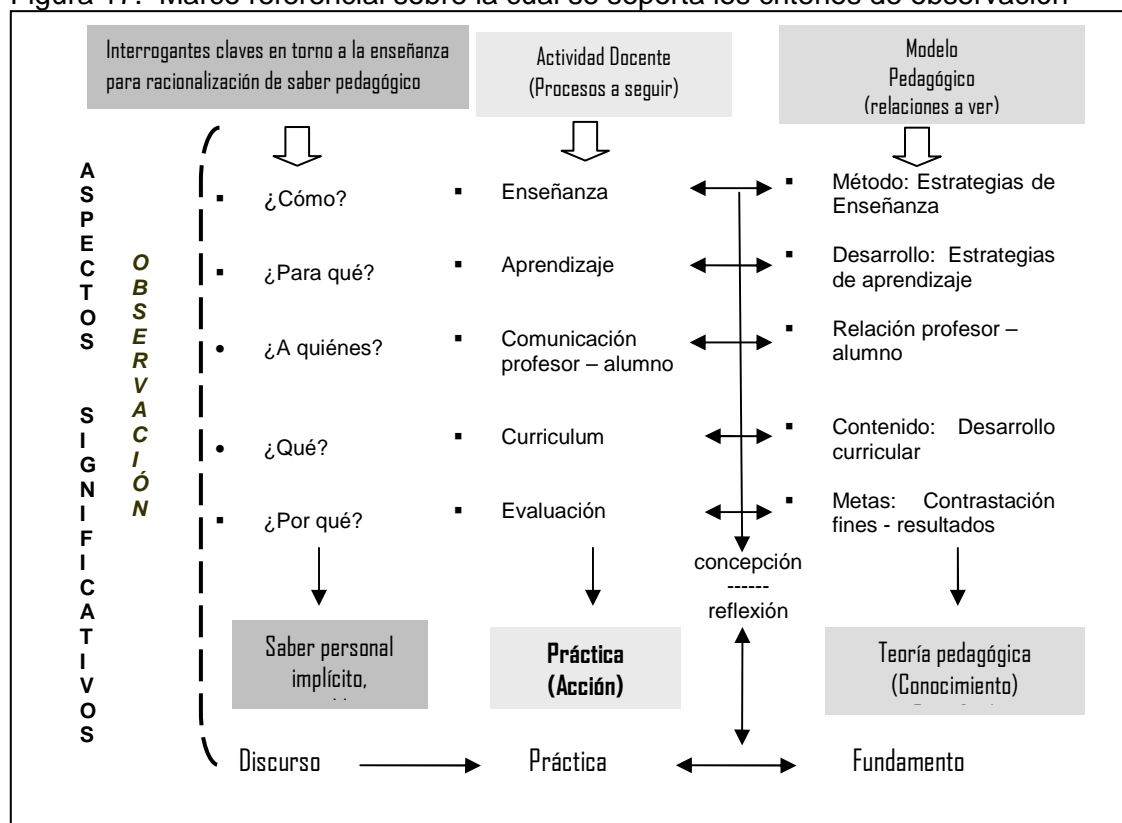 Figura 17. Marco referencial sobre la cual se soporta los criterios de observación
Interrogantes claves en torno a la enseñanza
para racionalización de saber pedagógico
Actividad Docente
(Procesos a seguir)
Modelo
Pedagógico
(relaciones a ver)
ASPECTOS SIGNIFICATIVOS
OBSERVACIÓN
▪ ¿Cómo?
▪ Enseñanza
▪ Método: Estrategias de
Enseñanza
▪ ¿Para qué?
▪ Aprendizaje
▪ Desarrollo: Estrategias
de aprendizaje
• ¿A quiénes?
▪ Comunicación
profesor – alumno
▪ Relación profesor –
alumno
• ¿Qué?
▪ Curriculum
▪ Contenido: Desarrollo
curricular
▪ ¿Por qué?
▪ Evaluación
▪ Metas: Contrastación
fines - resultados
concepción
------
reflexión
Saber personal
implícito,
Práctica
(Acción)
Teoría pedagógica
(Conocimiento)
Discurso
Práctica
Fundamento